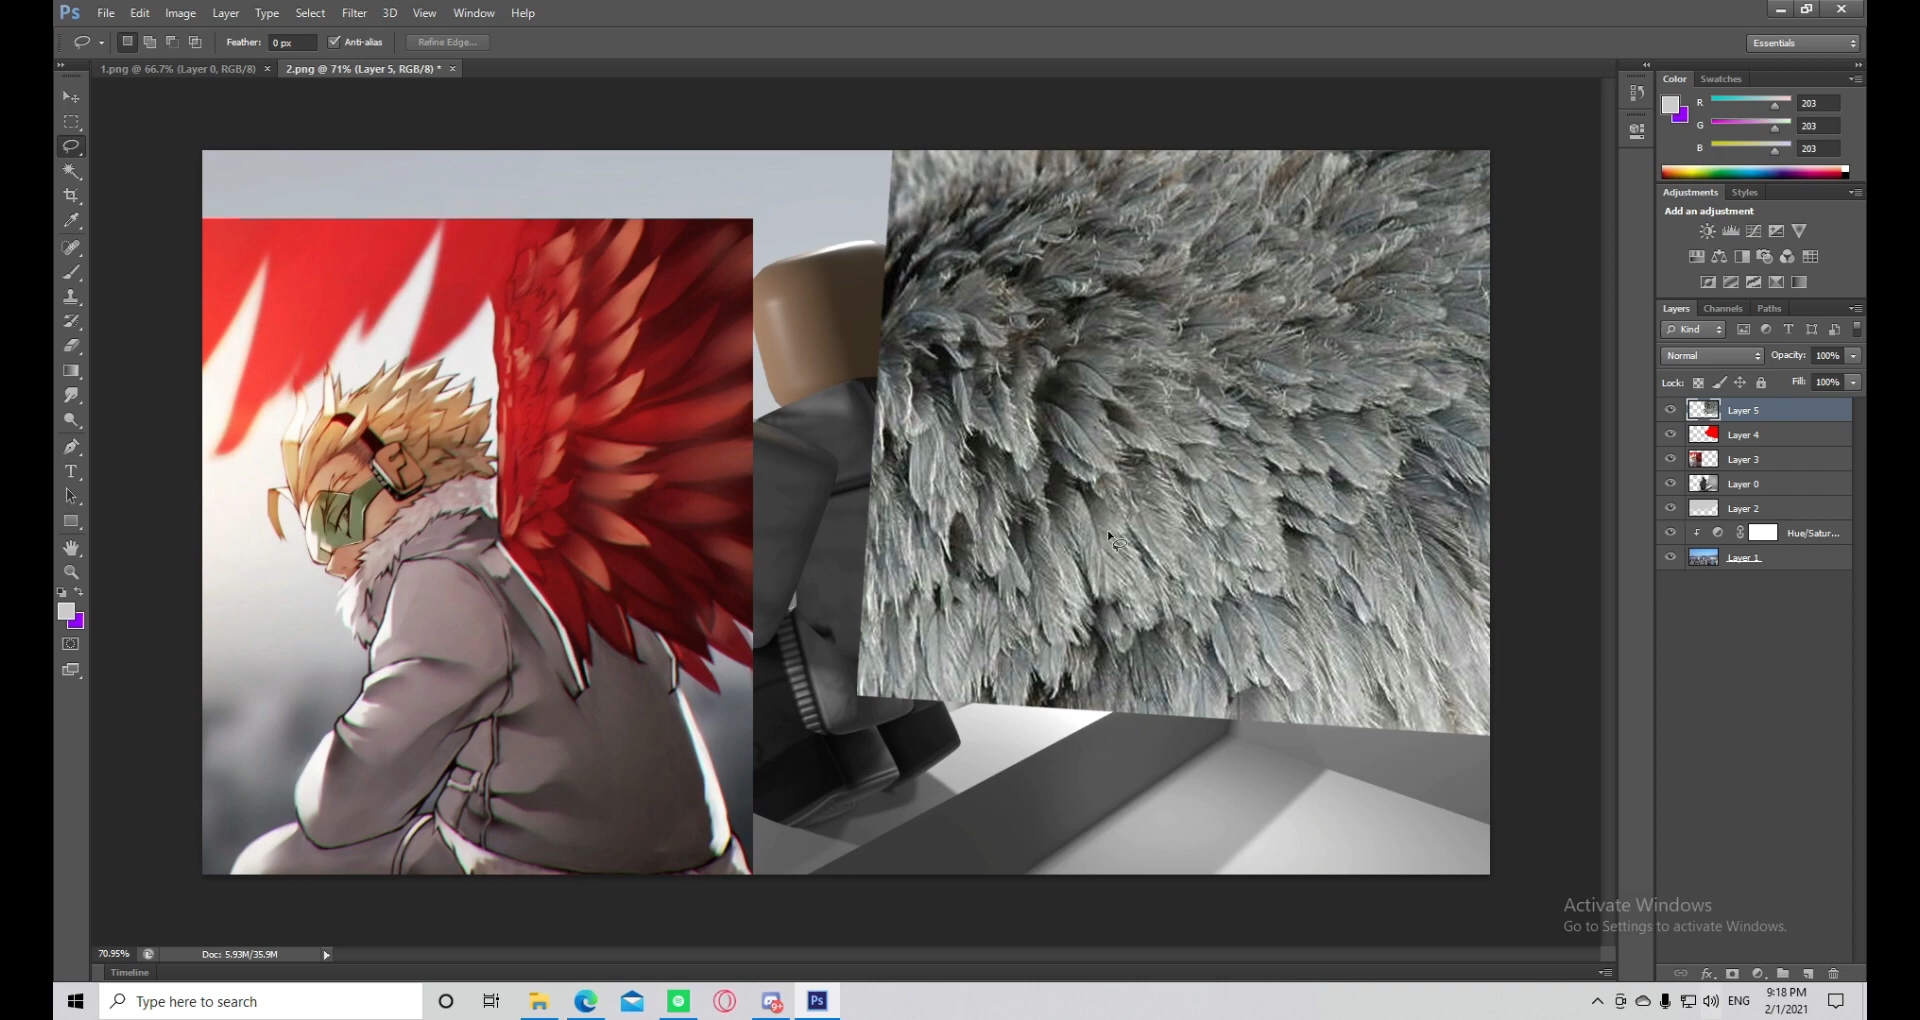 Ps File Edit Image Layer Type Select Filter 3D View Window Help
Feather: 0 px Anti-alias Refine Edge... Essentials
1.png @ 66.7% (Layer 0, RGB/8) × 2.png @ 71% (Layer 5, RGB/8) * ×
Color Swatches
R 203
G 203
B 203
Adjustments Styles
Add an adjustment
Layers Channels Paths
Kind T
Normal Opacity: 100%
Lock: Fill: 100%
Layer 5
Layer 4
Layer 3
Layer 0
Layer 2
Hue/Satur...
Layer 1
T
Activate Windows
Go to Settings to activate Windows.
70.95% Doc: 5.93M/35.9M
Timeline
fx
Type here to search 9+ Ps ENG 9:18 PM
2/1/2021